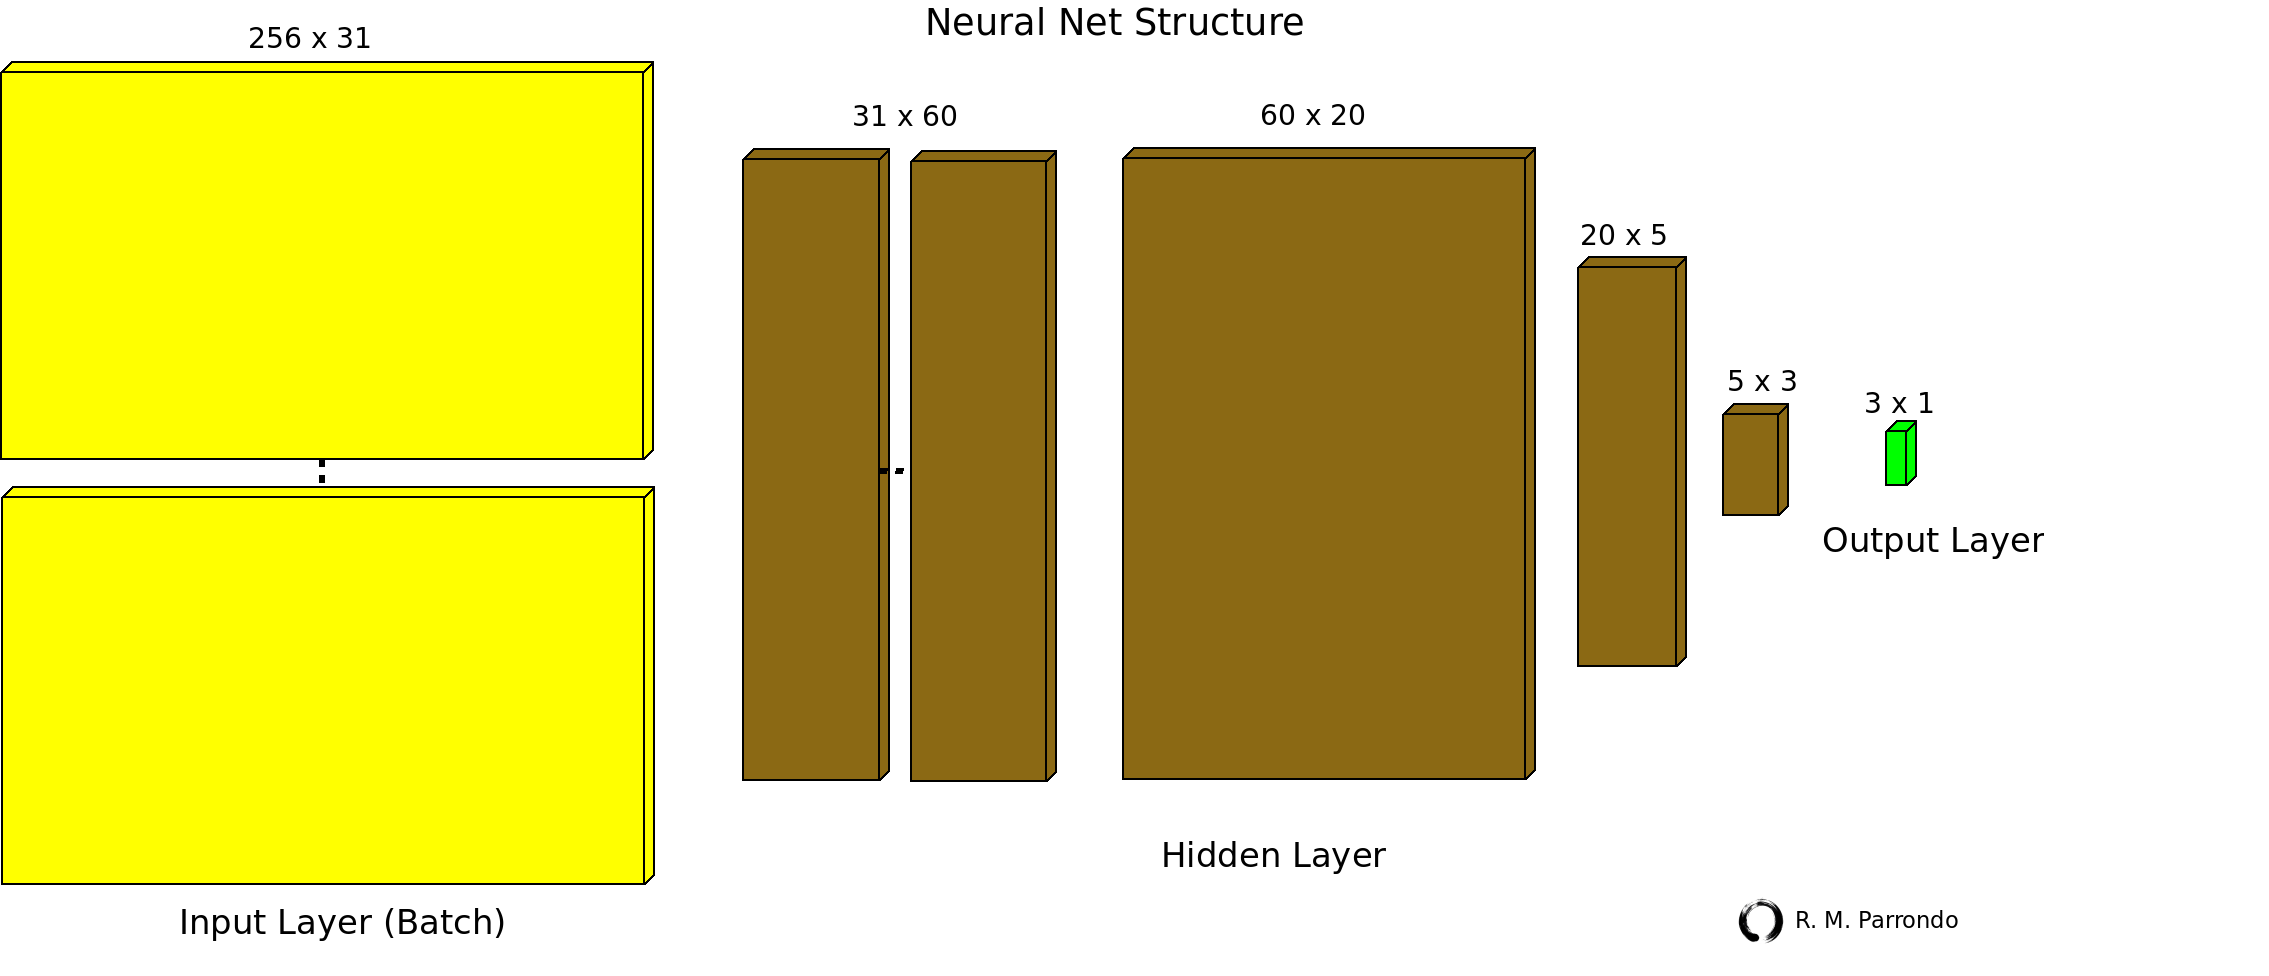 Neural Net Structure
256 x 31
31 x 60
60 x 20
20 x 5
5 x 3
3 x 1
Output Layer
Hidden Layer
Input Layer (Batch)
R. M. Parrondo